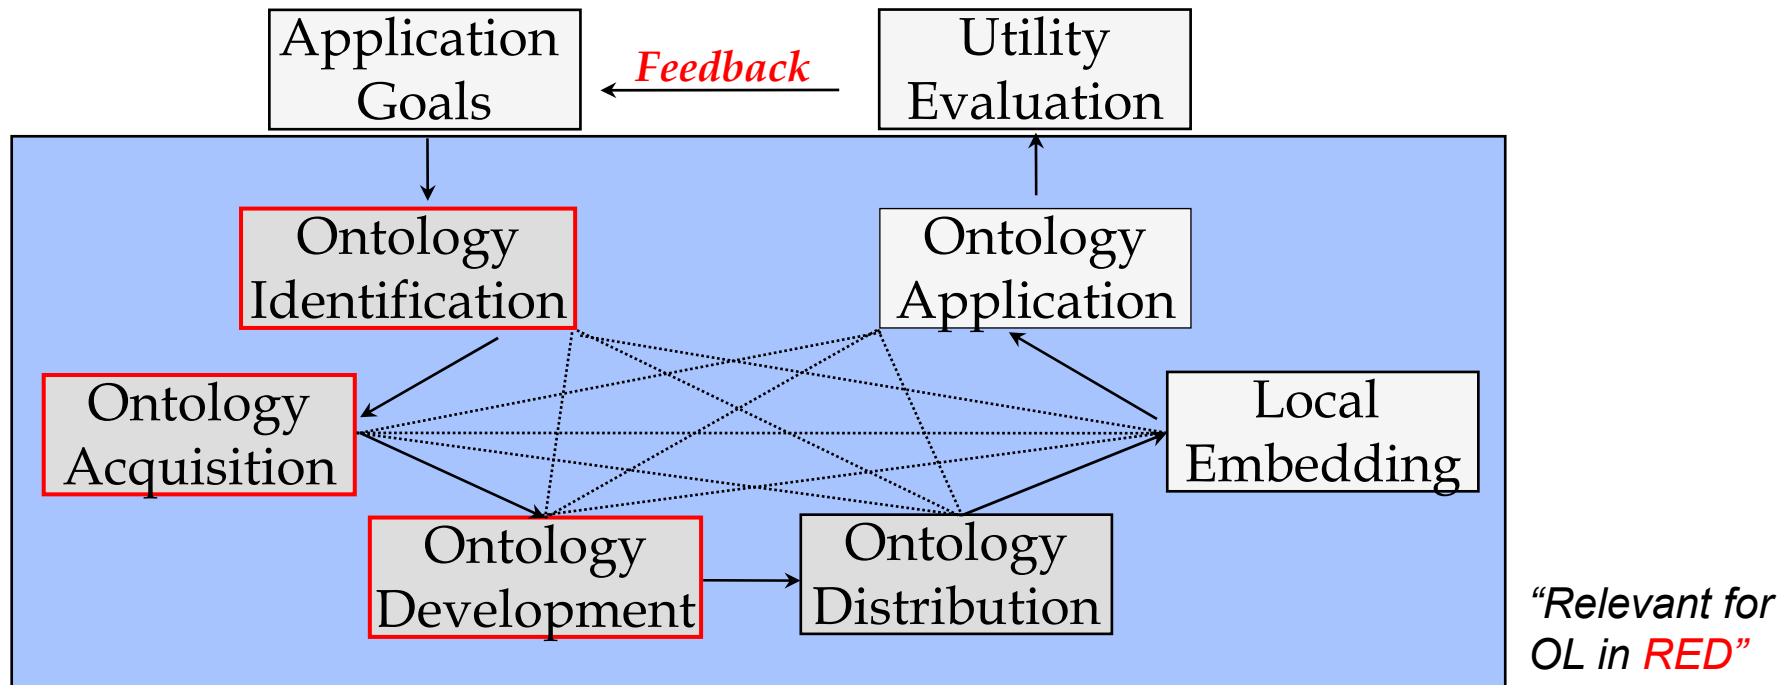 Application
Goals
Feedback
Utility
Evaluation
Ontology
Identification
Ontology
Application
Ontology
Acquisition
Local
Embedding
Ontology
Development
Ontology
Distribution
“Relevant for
OL in RED”